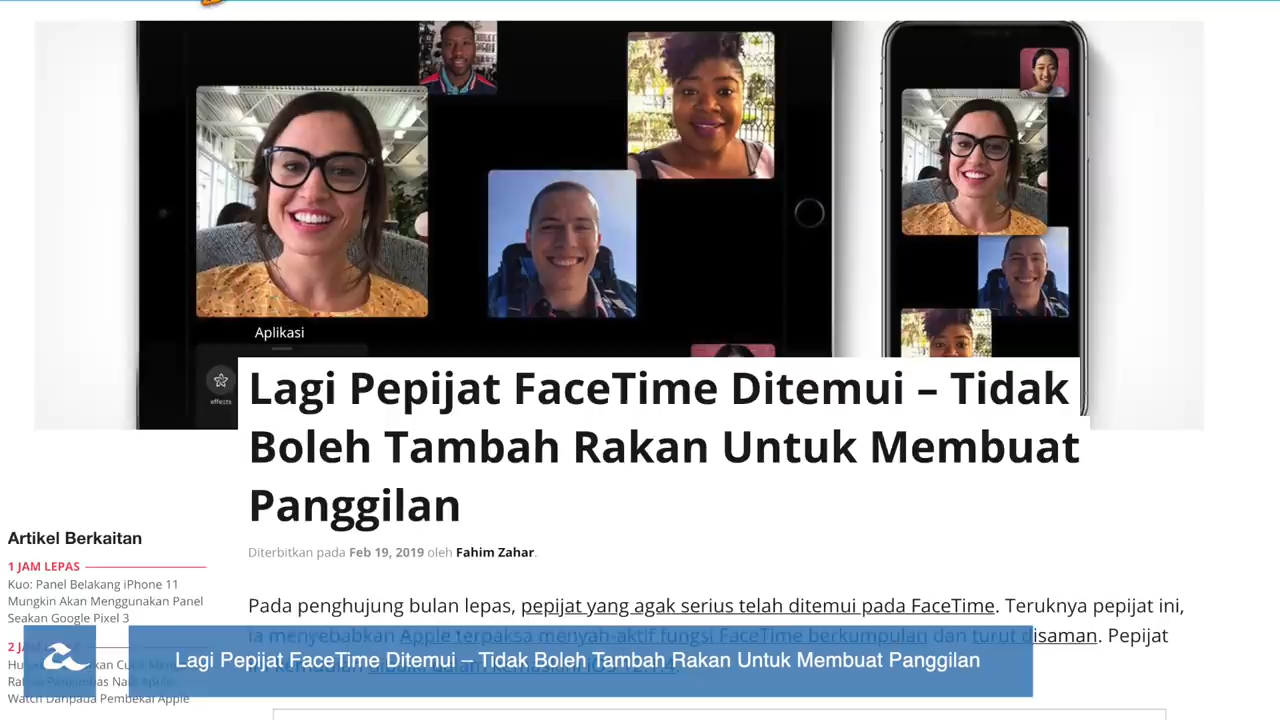 Aplikasi
effects
Lagi Pepijat FaceTime Ditemui – Tidak
Boleh Tambah Rakan Untuk Membuat
Panggilan
Diterbitkan pada Feb 19, 2019 oleh Fahim Zahar.
Pada penghujung bulan lepas, pepijat yang agak serius telah ditemui pada FaceTime. Teruknya pepijat ini,
ia menyebabkan Apple terpaksa menyah-aktif fungsi FaceTime berkumpulan dan turut disaman. Pepijat
Artikel Berkaitan
1 JAM LEPAS
Kuo: Panel Belakang iPhone 11
Mungkin Akan Menggunakan Panel
Seakan Google Pixel 3
2
Watch Daripada Pembekal Apple
Lagi Pepijat FaceTime Ditemui – Tidak Boleh Tambah Rakan Untuk Membuat Panggilan